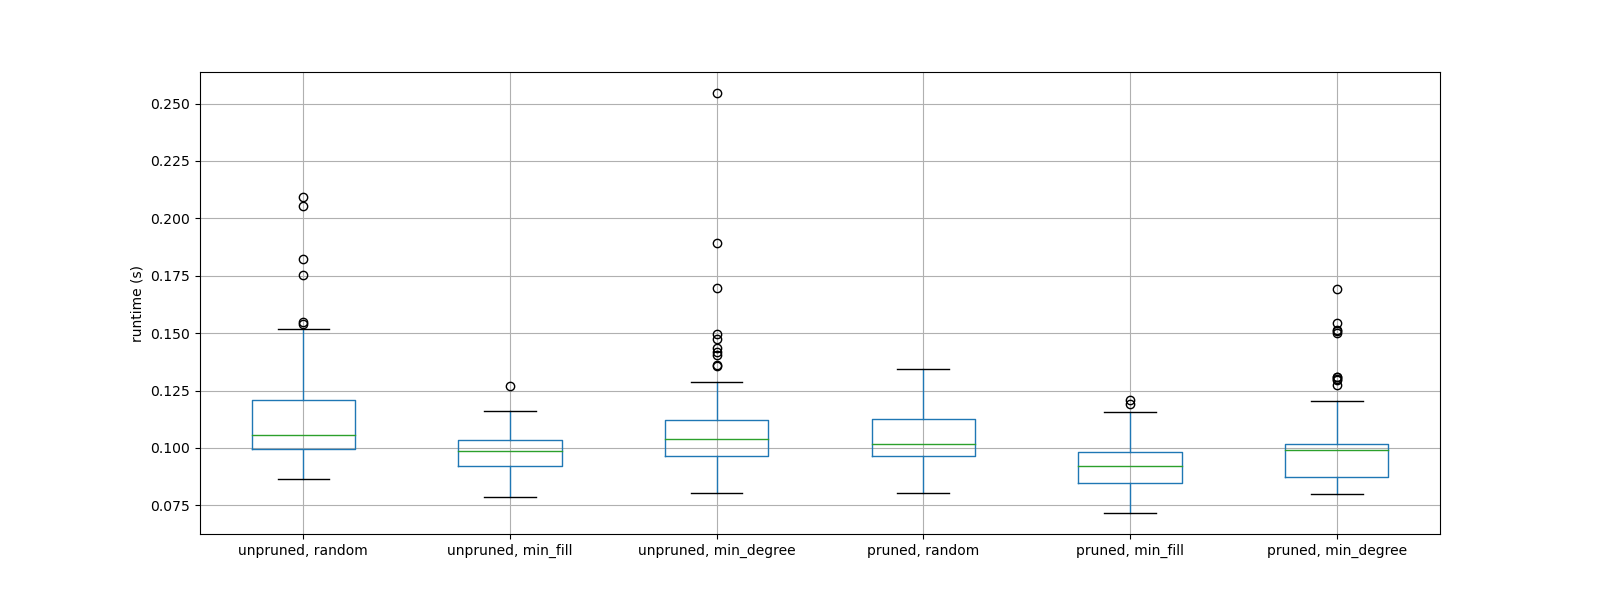 0.250
0.225
0.200
0.175
0.150
0.125
0.100
0.075
runtime (s)
unpruned, random
unpruned, min_fill
unpruned, min_degree
pruned, random
pruned, min_fill
pruned, min_degree